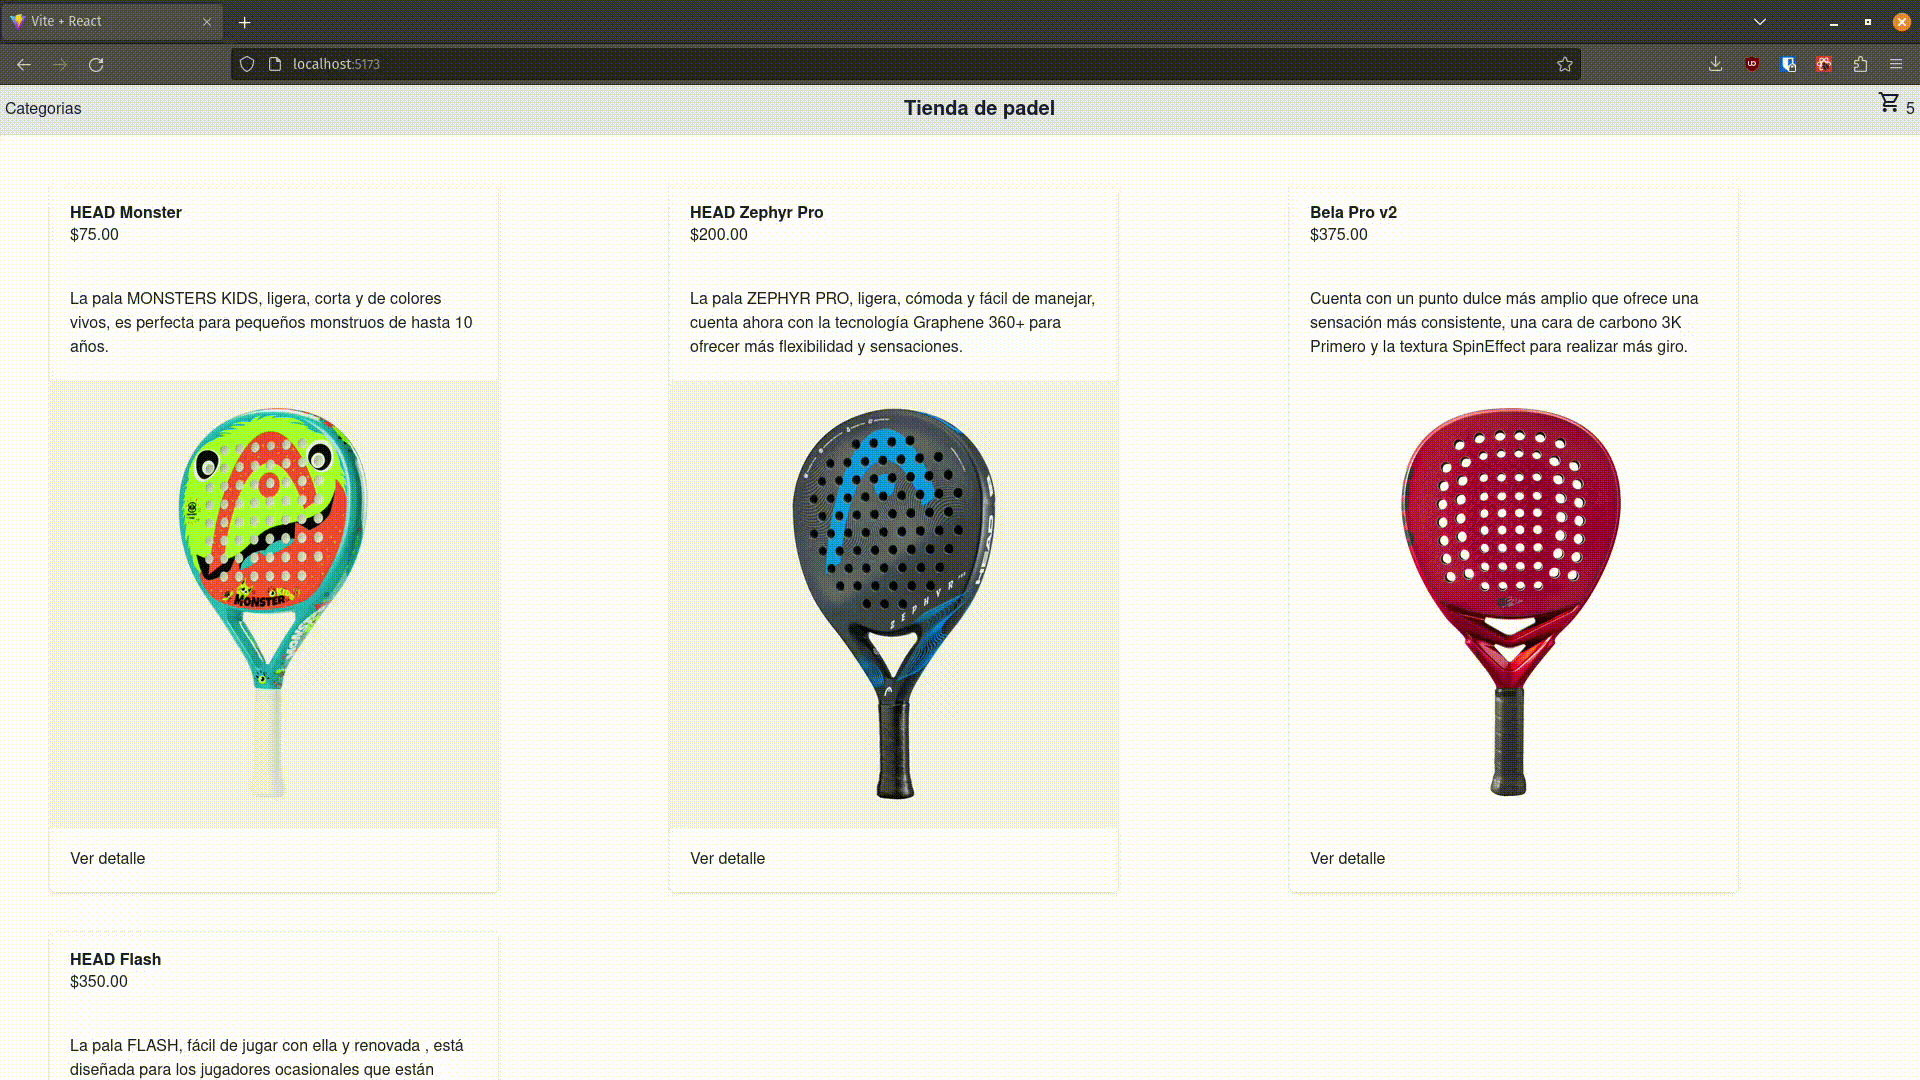 Vite + React
localhost:5173
Categorias
Tienda de padel
5
HEAD Monster
$75.00
La pala MONSTERS KIDS, ligera, corta y de colores
vivos, es perfecta para pequeños monstruos de hasta 10
años.
MONSTER
Ver detalle
HEAD Zephyr Pro
$200.00
La pala ZEPHYR PRO, ligera, cómoda y fácil de manejar,
cuenta ahora con la tecnología Graphene 360+ para
ofrecer más flexibilidad y sensaciones.
HEAD
ZEPHYR
Ver detalle
Bela Pro v2
$375.00
Cuenta con un punto dulce más amplio que ofrece una
sensación más consistente, una cara de carbono 3K
Primero y la textura SpinEffect para realizar más giro.
Ver detalle
HEAD Flash
$350.00
La pala FLASH, fácil de jugar con ella y renovada , está
diseñada para los jugadores ocasionales que están